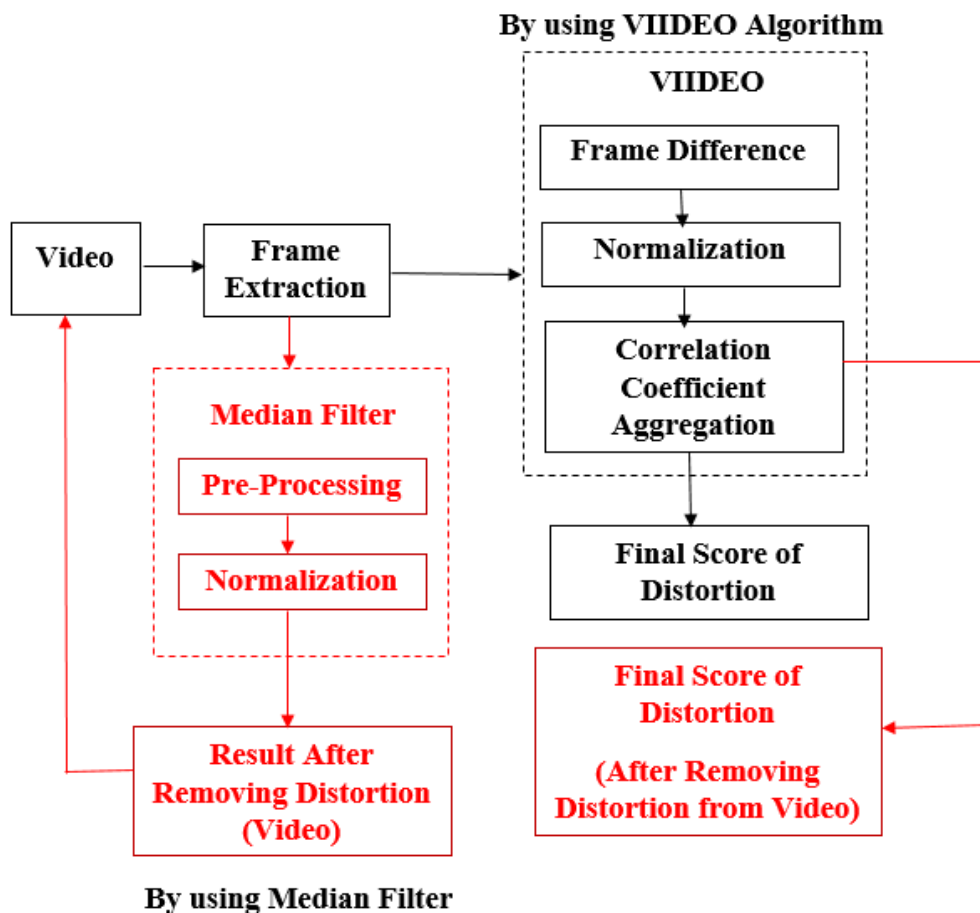 By using VIIDEO Algorithm
VIIDEO
Frame Difference
Normalization
Correlation
Coefficient
Aggregation
Final Score of
Distortion
Video
Frame
Extraction
Median Filter
Pre-Processing
Normalization
Result After
Removing Distortion
(Video)
By using Median Filter
Final Score of
Distortion
(After Removing
Distortion from Video)